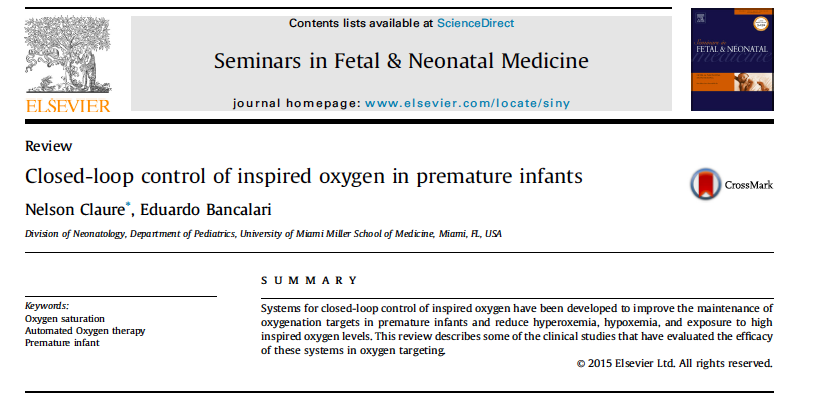 Contents lists available at ScienceDirect
Seminars in Fetal & Neonatal Medicine
journal homepage: www.elsevier.com/locate/siny
ELSEVIER
FETAL & NEONATAL
medicine
Review
Closed-loop control of inspired oxygen in premature infants
CrossMark
Nelson Claure*, Eduardo Bancalari
Division of Neonatology, Department of Pediatrics, University of Miami Miller School of Medicine, Miami, FL, USA
SUMMARY
Keywords:
Oxygen saturation
Automated Oxygen therapy
Premature infant
Systems for closed-loop control of inspired oxygen have been developed to improve the maintenance of
oxygenation targets in premature infants and reduce hyperoxemia, hypoxemia, and exposure to high
inspired oxygen levels. This review describes some of the clinical studies that have evaluated the efficacy
of these systems in oxygen targeting.
© 2015 Elsevier Ltd. All rights reserved.